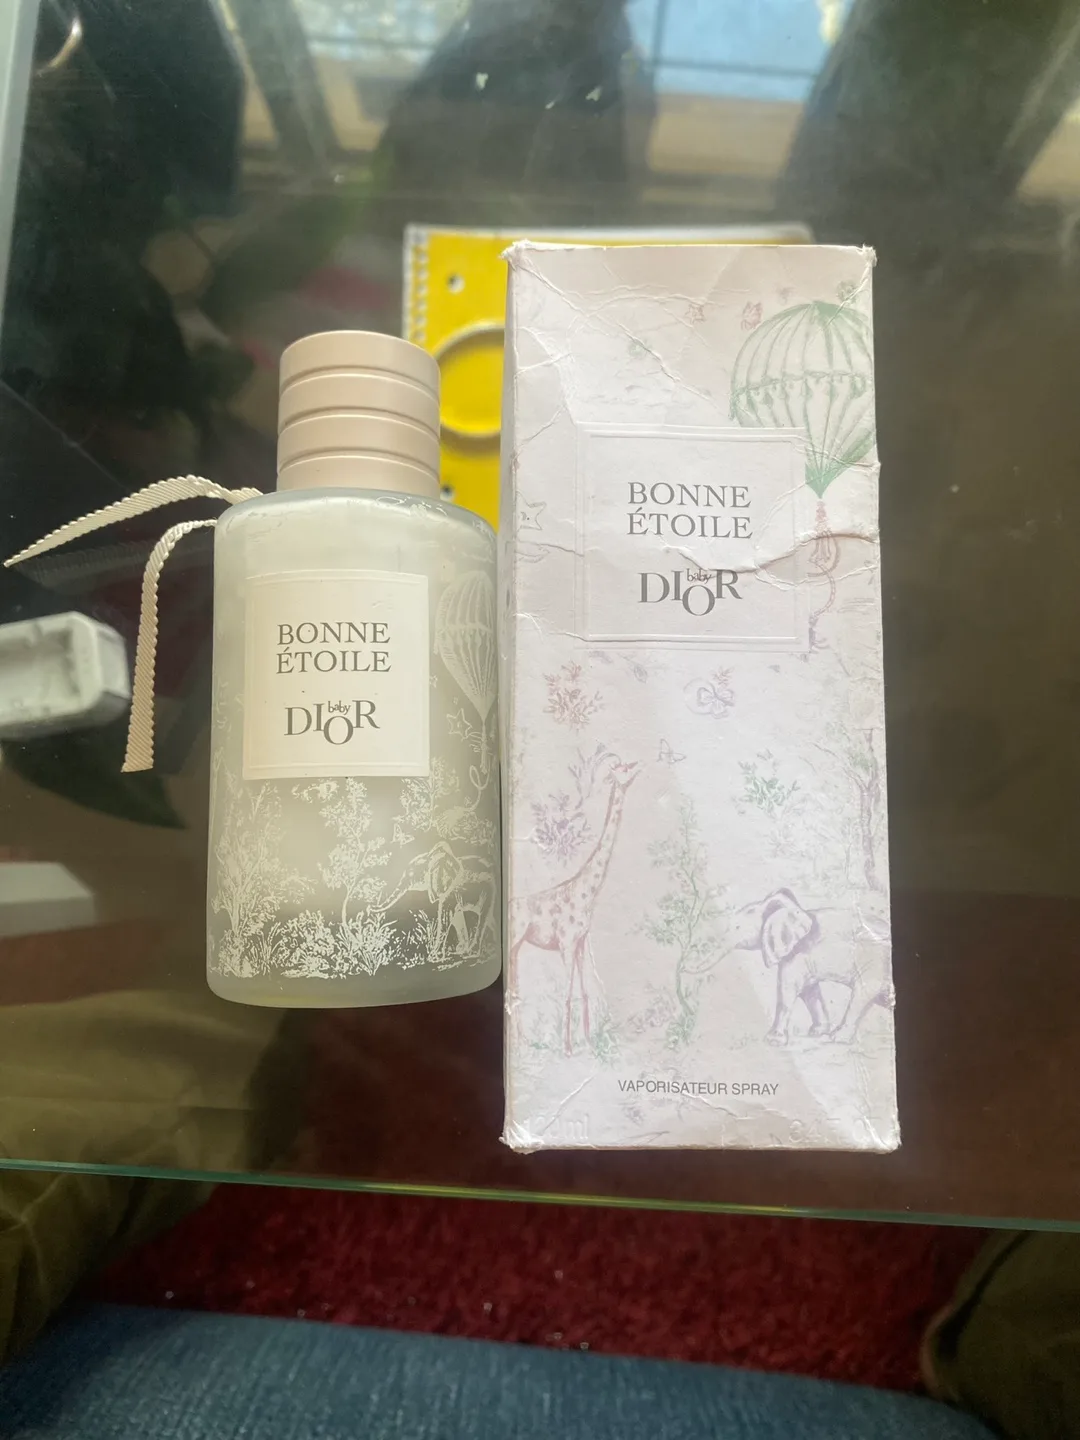 BONNE
ÉTOILE
baby
DIOR
BONNE
ÉTOILE
baby
DIOR
VAPORISATEUR SPRAY